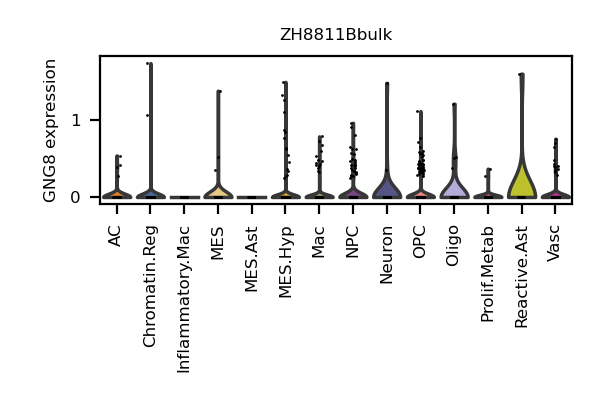 ZH8811Bbulk
GNG8 expression
1
0
AC
Chromatin.Reg
Inflammatory.Mac
MES
MES.Ast
MES.Hyp
Mac
NPC
Neuron
OPC
Oligo
Prolif.Metab
Reactive.Ast
Vasc